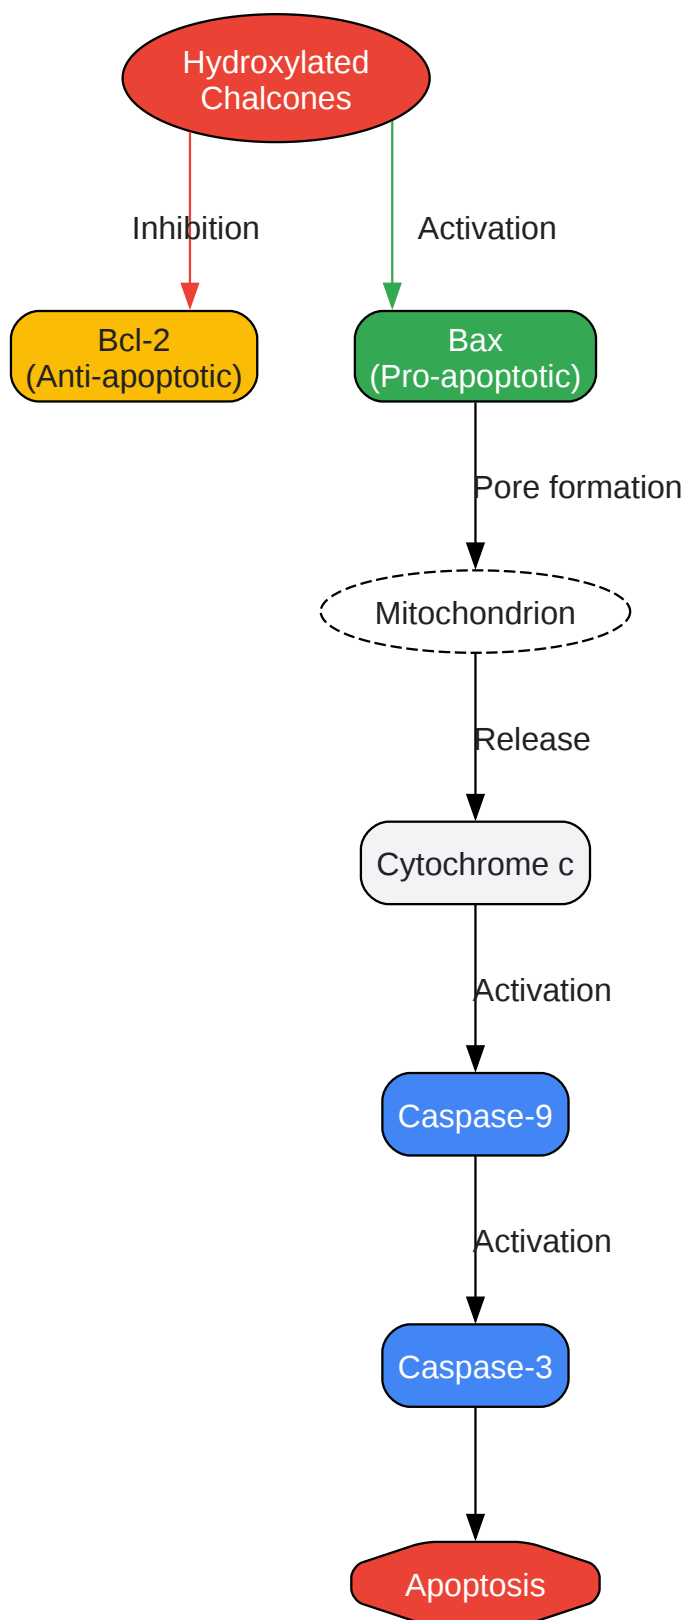 Hydroxylated
Chalcones
Inhibition
Activation
Bcl-2
(Anti-apoptotic)
Bax
(Pro-apoptotic)
Pore formation
Mitochondrion
Release
Cytochrome c
Activation
Caspase-9
Activation
Caspase-3
Apoptosis